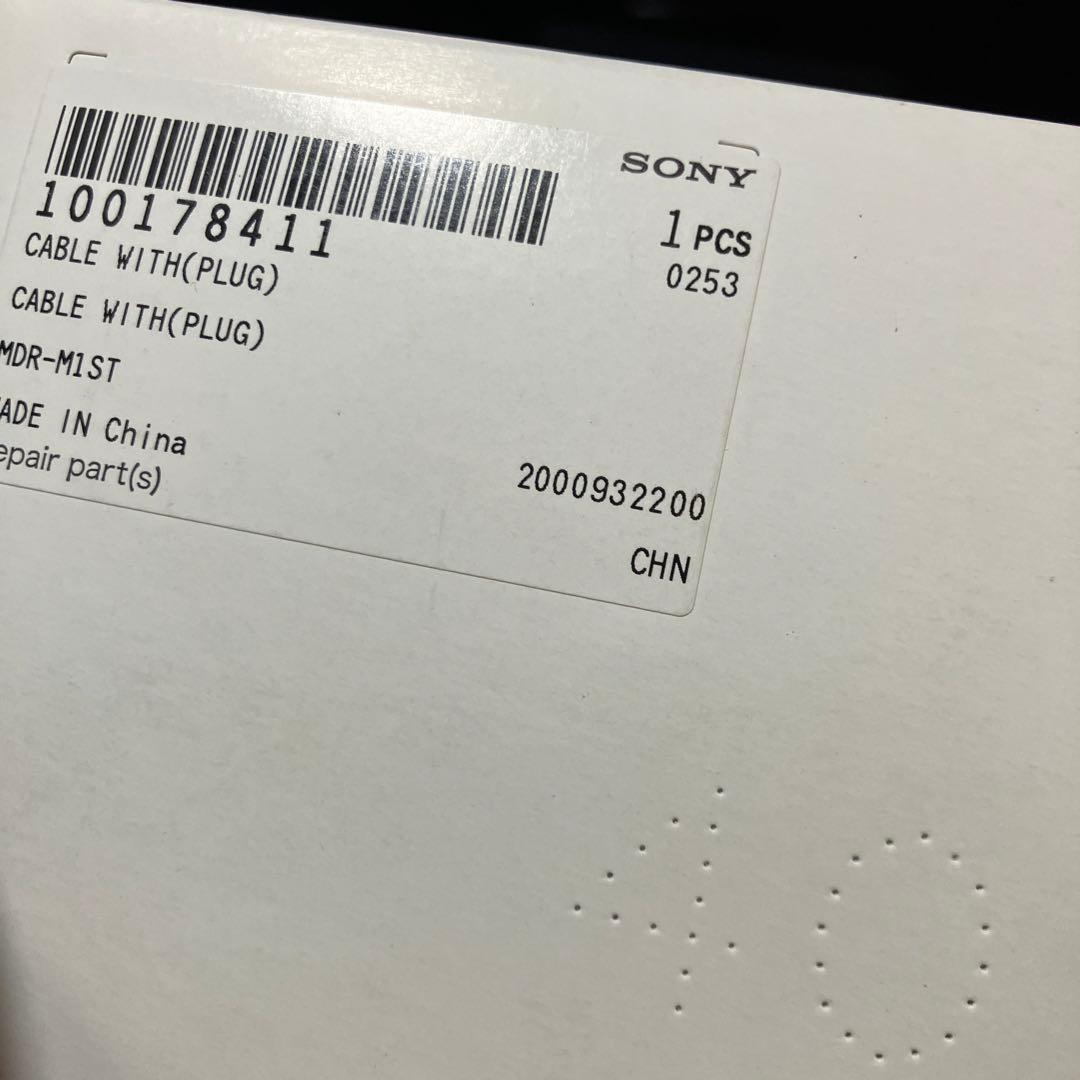 SONY
100178411
1 PCS
CABLE WITH(PLUG)
0253
CABLE WITH(PLUG)
MDR-M1ST
ADE IN China
epair part(s)
2000932200
CHN
40